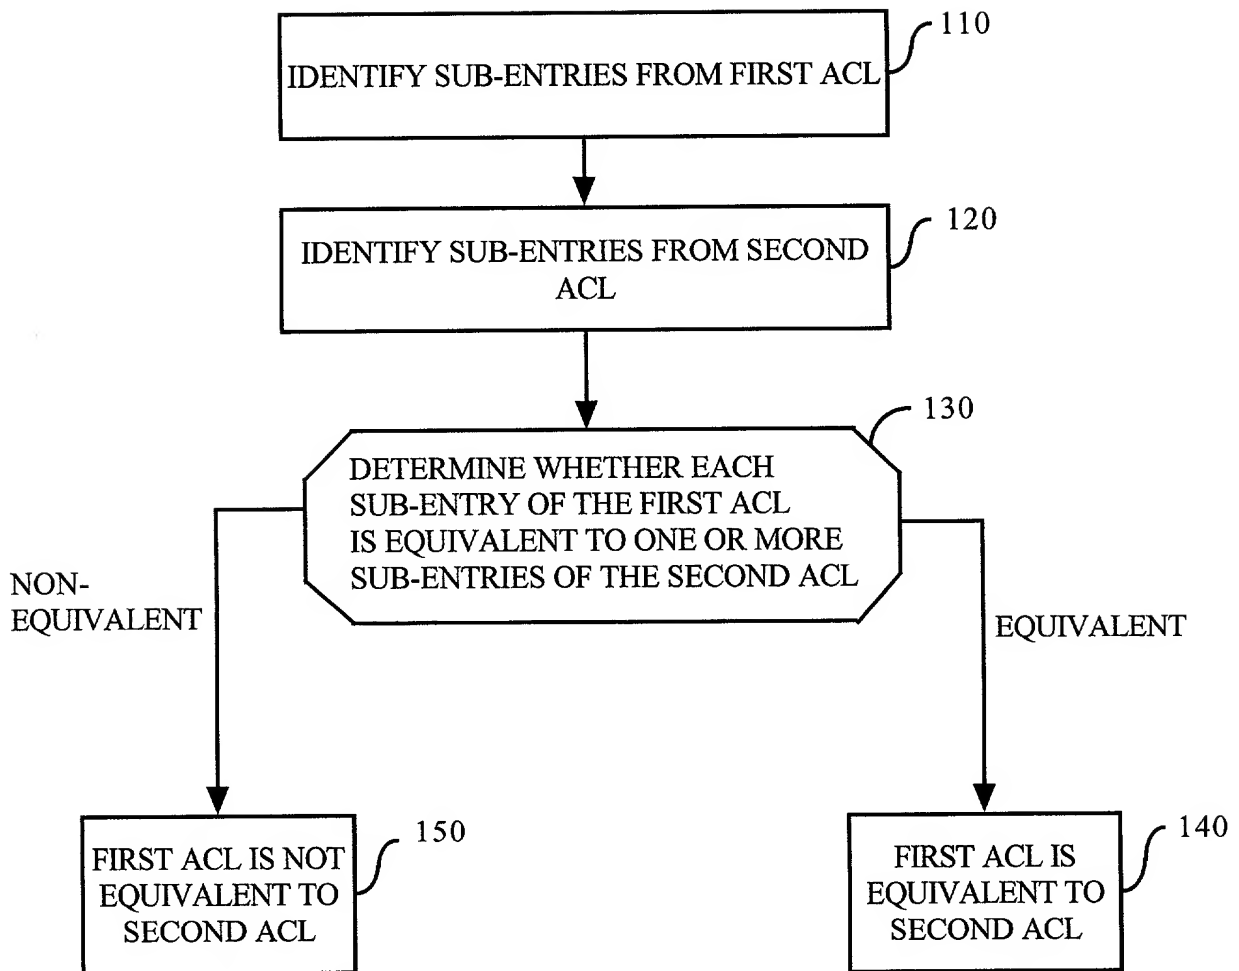 110
IDENTIFY SUB-ENTRIES FROM FIRST ACL
120
IDENTIFY SUB-ENTRIES FROM SECOND
ACL
130
DETERMINE WHETHER EACH
SUB-ENTRY OF THE FIRST ACL
IS EQUIVALENT TO ONE OR MORE
SUB-ENTRIES OF THE SECOND ACL
NON-
EQUIVALENT
EQUIVALENT
150
FIRST ACL IS NOT
EQUIVALENT TO
SECOND ACL
140
FIRST ACL IS
EQUIVALENT TO
SECOND ACL